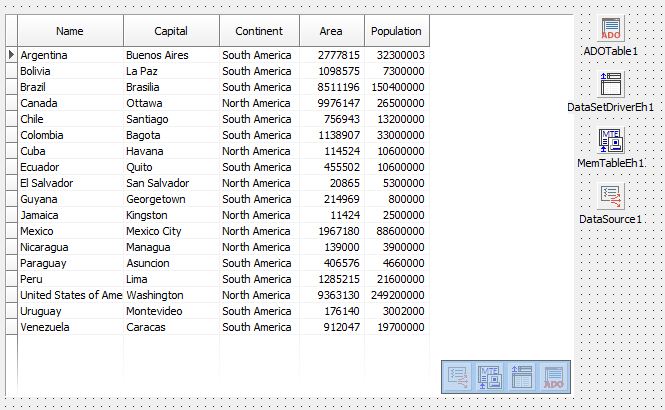 Name Capital Continent Area Population
Argentina Buenos Aires South America 2777815 32300003
Bolivia La Paz South America 1098575 7300000
Brazil Brasilia South America 8511196 150400000
Canada Ottawa North America 9976147 26500000
Chile Santiago South America 756943 13200000
Colombia Bagota South America 1138907 33000000
Cuba Havana North America 114524 10600000
Ecuador Quito South America 455502 10600000
El Salvador San Salvador North America 20865 5300000
Guyana Georgetown South America 214969 800000
Jamaica Kingston North America 11424 2500000
Mexico Mexico City North America 1967180 88600000
Nicaragua Managua North America 139000 3900000
Paraguay Asuncion South America 406576 4660000
Peru Lima South America 1285215 21600000
United States of Ame Washington North America 9363130 249200000
Uruguay Montevideo South America 176140 3002000
Venezuela Caracas South America 912047 19700000
ADO
ADOTable1
DataSetDriverEh1
MTE
MemTableEh1
DataSource1
MTE ADO